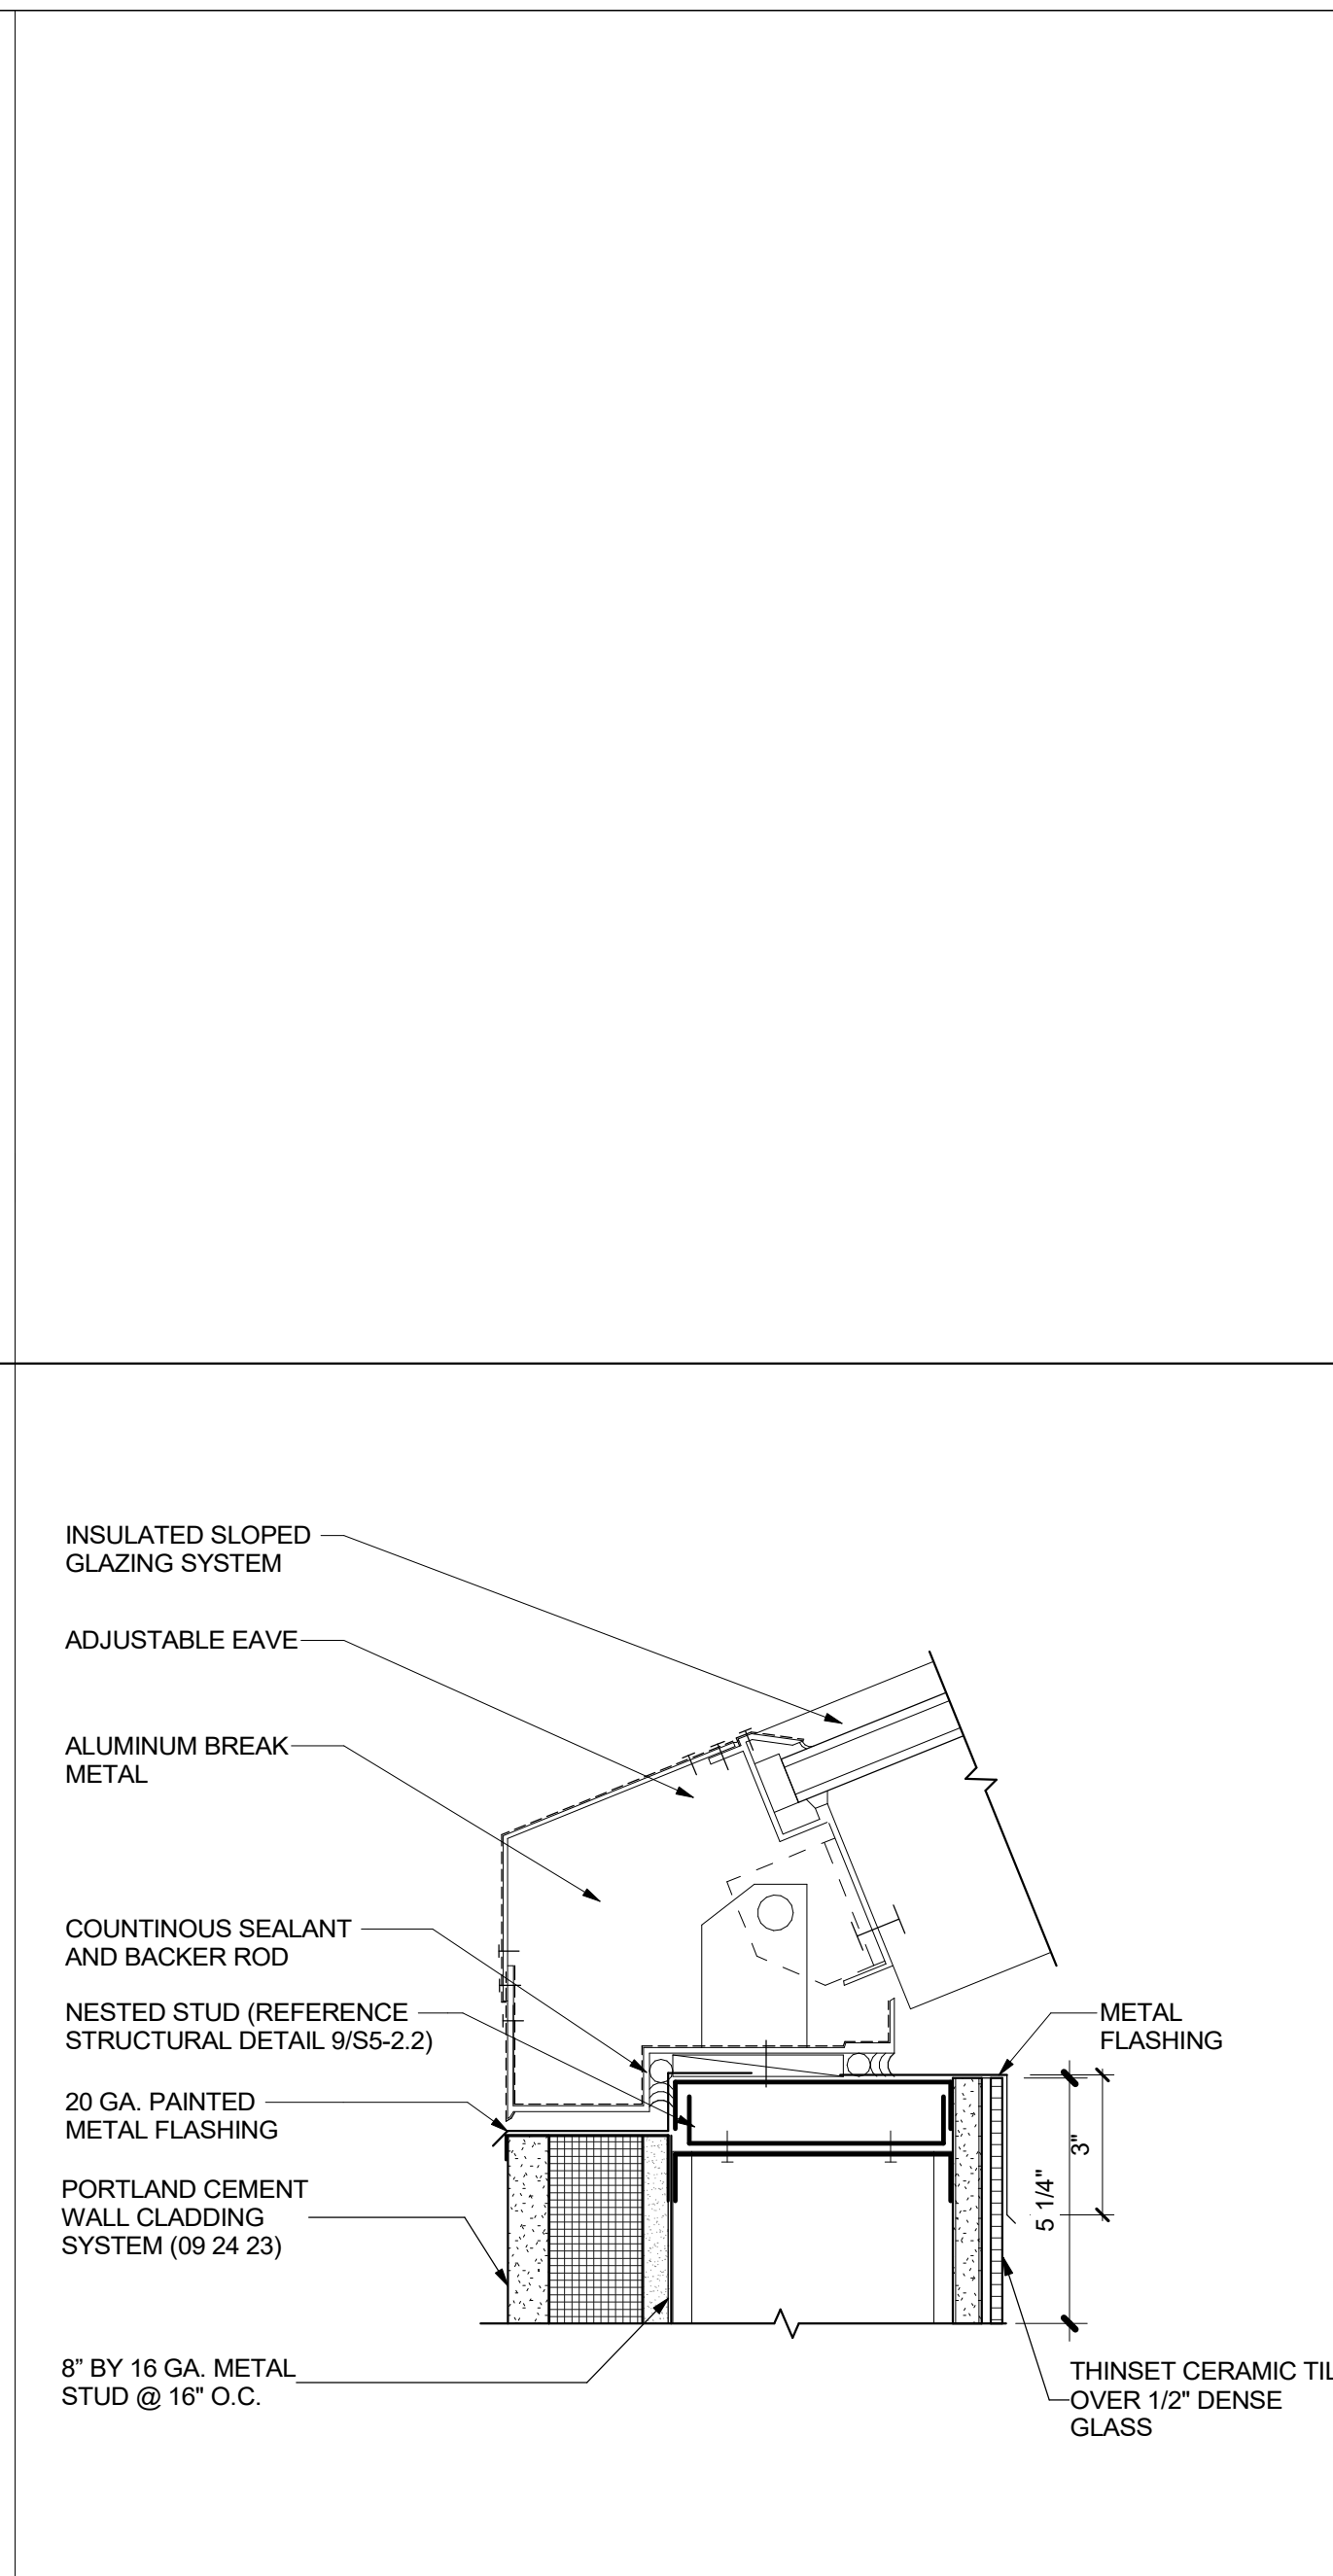 INSULATED SLOPED
GLAZING SYSTEM
ADJUSTABLE EAVE
ALUMINUM BREAK
METAL
COUNTINOUS SEALANT
AND BACKER ROD
NESTED STUD (REFERENCE
STRUCTURAL DETAIL 9/S5-2.2)
20 GA. PAINTED
METAL FLASHING
PORTLAND CEMENT
WALL CLADDING
SYSTEM (09 24 23)
8” BY 16 GA. METAL
STUD @ 16" O.C.
METAL
FLASHING
3"
5 1/4"
THINSET CERAMIC TIL
OVER 1/2" DENSE
GLASS